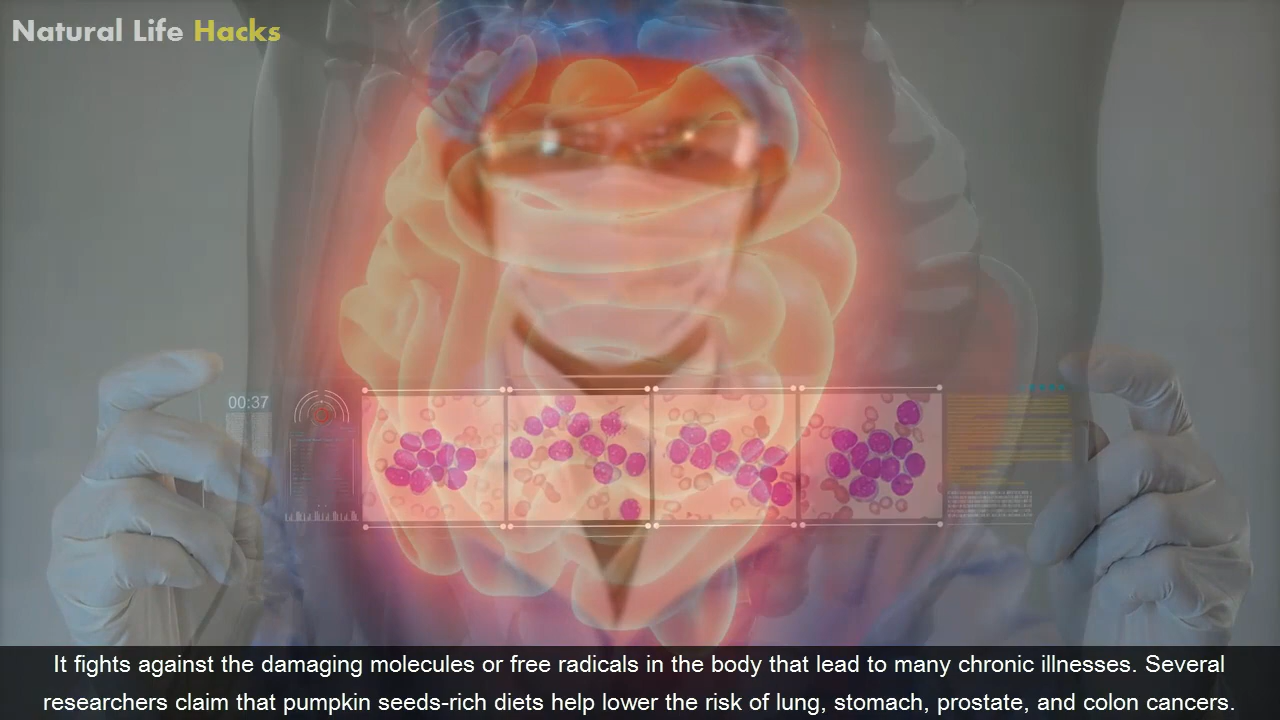 Natural Life Hacks
00:37
It fights against the damaging molecules or free radicals in the body that lead to many chronic illnesses. Several
researchers claim that pumpkin seeds-rich diets help lower the risk of lung, stomach, prostate, and colon cancers.